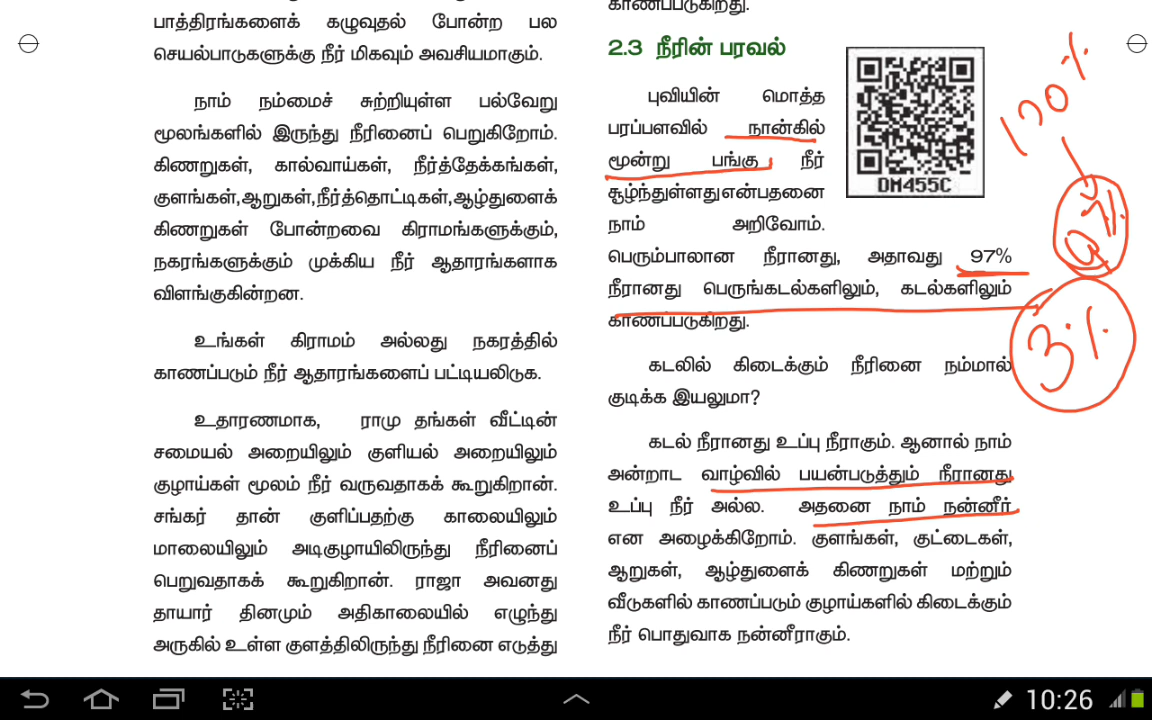 பாத்திரங்களைக் கழுவுதல் போன்ற பல
செயல்பாடுகளுக்கு நீர் மிகவும் அவசியமாகும்.
நாம் நம்மைச் சுற்றியுள்ள பல்வேறு
மூலங்களில் இருந்து நீரினைப் பெறுகிறோம்.
கிணறுகள், கால்வாய்கள், நீர்த்தேக்கங்கள்,
குளங்கள்,ஆறுகள்,நீர்த்தொட்டிகள்,ஆழ்துளைக்
கிணறுகள் போன்றவை கிராமங்களுக்கும்,
நகரங்களுக்கும் முக்கிய நீர் ஆதாரங்களாக
விளங்குகின்றன.
உங்கள் கிராமம் அல்லது நகரத்தில்
காணப்படும் நீர் ஆதாரங்களைப் பட்டியலிடுக.
உதாரணமாக, ராமு தங்கள் வீட்டின்
சமையல் அறையிலும் குளியல் அறையிலும்
குழாய்கள் மூலம் நீர் வருவதாகக் கூறுகிறான்.
சங்கர் தான் குளிப்பதற்கு காலையிலும்
மாலையிலும் அடிகுழாயிலிருந்து நீரினைப்
பெறுவதாகக் கூறுகிறான். ராஜா அவனது
தாயார் தினமும் அதிகாலையில் எழுந்து
அருகில் உள்ள குளத்திலிருந்து நீரினை எடுத்து
காணப்படுகிறது.
2.3 நீரின் பரவல்
புவியின் மொத்த
பரப்பளவில் நான்கில்
மூன்று பங்கு நீர்
சூழ்ந்துள்ளது என்பதனை
நாம் அறிவோம்.
பெரும்பாலான நீரானது, அதாவது 97%
நீரானது பெருங்கடல்களிலும், கடல்களிலும்
காணப்படுகிறது.
கடலில் கிடைக்கும் நீரினை நம்மால்
குடிக்க இயலுமா?
கடல் நீரானது உப்பு நீராகும். ஆனால் நாம்
அன்றாட வாழ்வில் பயன்படுத்தும் நீரானது
உப்பு நீர் அல்ல. அதனை நாம் நன்னீர்
என அழைக்கிறோம். குளங்கள், குட்டைகள்,
ஆறுகள், ஆழ்துளைக் கிணறுகள் மற்றும்
வீடுகளில் காணப்படும் குழாய்களில் கிடைக்கும்
நீர் பொதுவாக நன்னீராகும்.
DM455C
100%
97%
3%
10:26